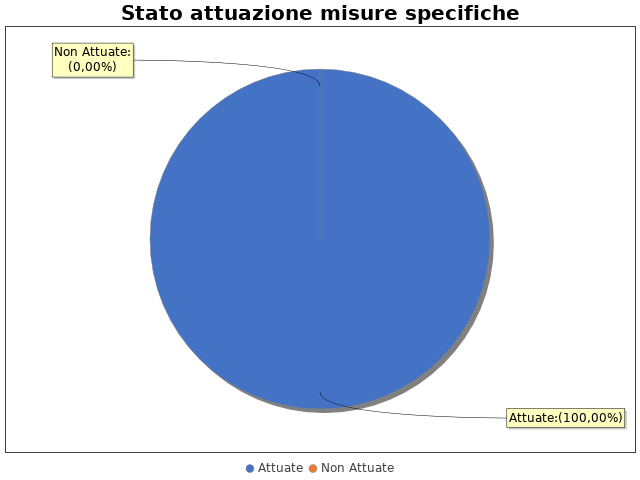 Stato attuazione misure specifiche
Non Attuate:
(0,00%)
Attuate:(100,00%)
Attuate
Non Attuate